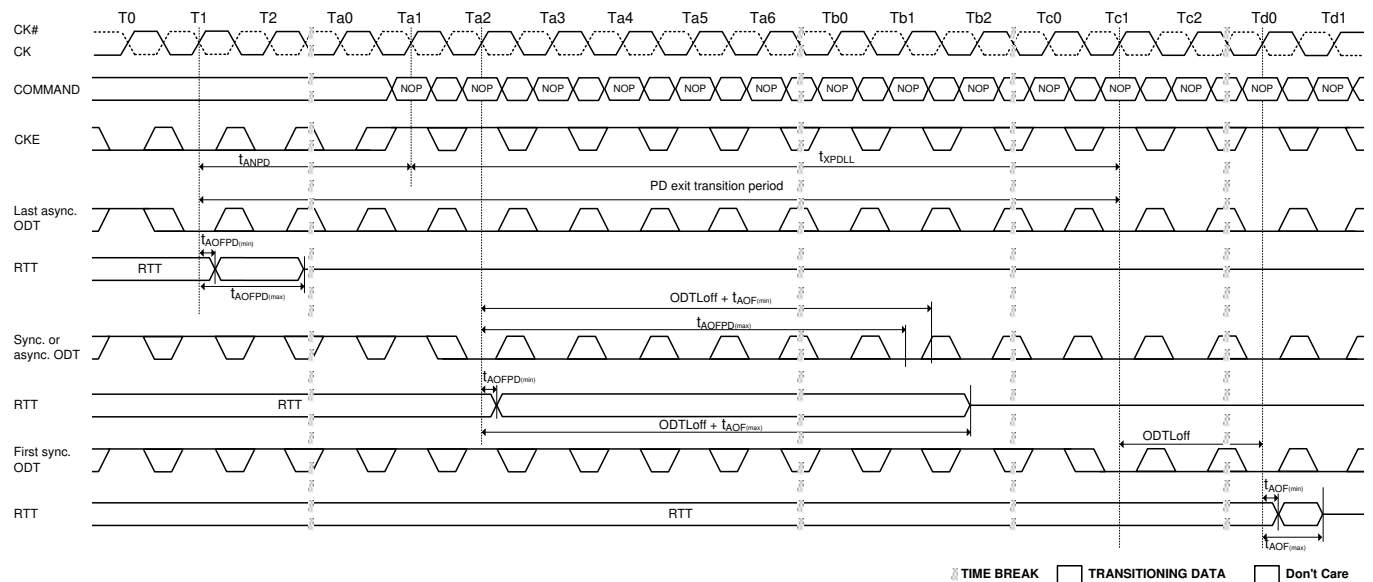 T0 T1 T2 Ta0 Ta1 Ta2 Ta3 Ta4 Ta5 Ta6 Tb0 Tb1 Tb2 Tc0 Tc1 Tc2 Td0 Td1
CK#
CK
COMMAND NOP NOP NOP NOP NOP NOP NOP NOP NOP NOP NOP NOP NOP NOP
CKE
tANPD tXPDLL
PD exit transition period
Last async.
ODT
tAOFPD(min)
RTT RTT
tAOFPD(max)
ODTLoff + tAOF(min)
tAOFPD(max)
Sync. or
async. ODT
tAOFPD(min)
RTT RTT
ODTLoff + tAOF(max)
ODTLoff
First sync.
ODT
tAOF(min)
RTT RTT
tAOF(max)
TIME BREAK TRANSITIONING DATA Don't Care